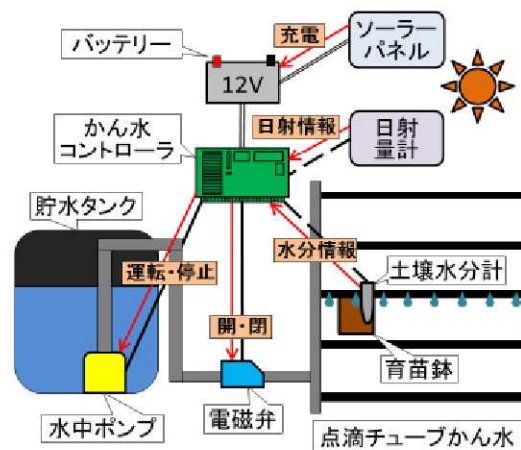 バッテリー
充電
ソーラー
パネル
12V
かん水
コントローラ
日射情報
日射
量計
貯水タンク
運転・停止
水分情報
土壌水分計
開・閉
育苗鉢
水中ポンプ
電磁弁
点滴チューブかん水